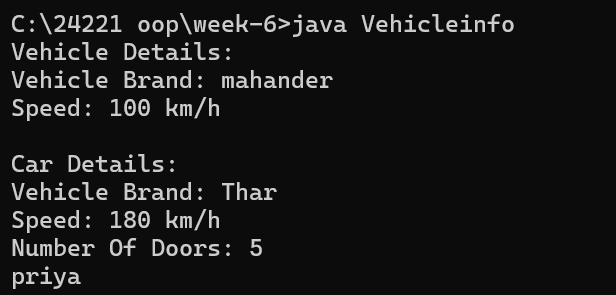 C:\24221 oop\week-6>java Vehicleinfo
Vehicle Details:
Vehicle Brand: mahander
Speed: 100 km/h

Car Details:
Vehicle Brand: Thar
Speed: 180 km/h
Number Of Doors: 5
priya